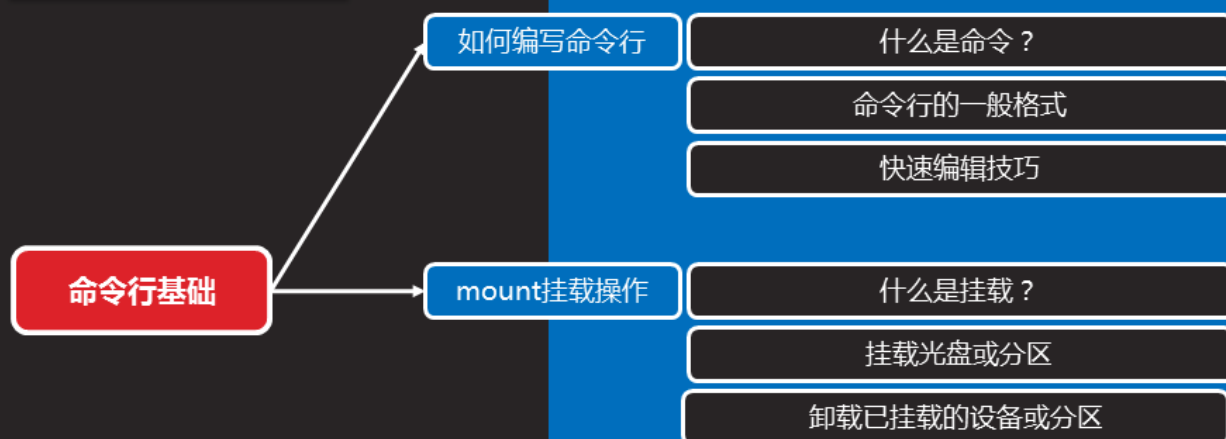 如何编写命令行
什么是命令？
命令行的一般格式
快速编辑技巧
命令行基础
mount挂载操作
什么是挂载？
挂载光盘或分区
卸载已挂载的设备或分区